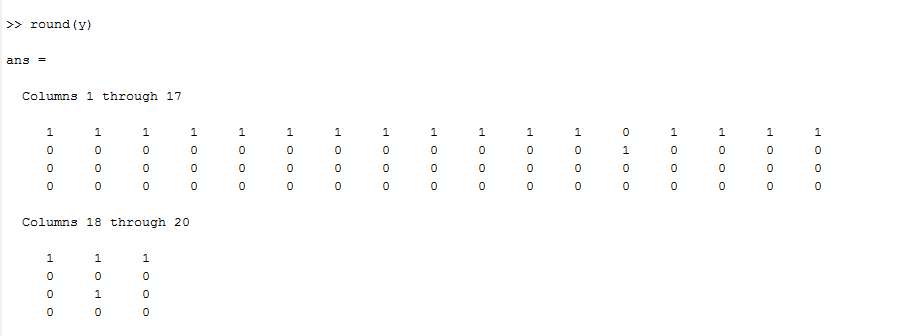 >> round(y)
ans =
Columns 1 through 17
1 1 1 1 1 1 1 1 1 1 1 1 0 1 1 1 1
0 0 0 0 0 0 0 0 0 0 0 0 1 0 0 0 0
0 0 0 0 0 0 0 0 0 0 0 0 0 0 0 0 0
0 0 0 0 0 0 0 0 0 0 0 0 0 0 0 0 0
Columns 18 through 20
1 1 1
0 0 0
0 1 0
0 0 0